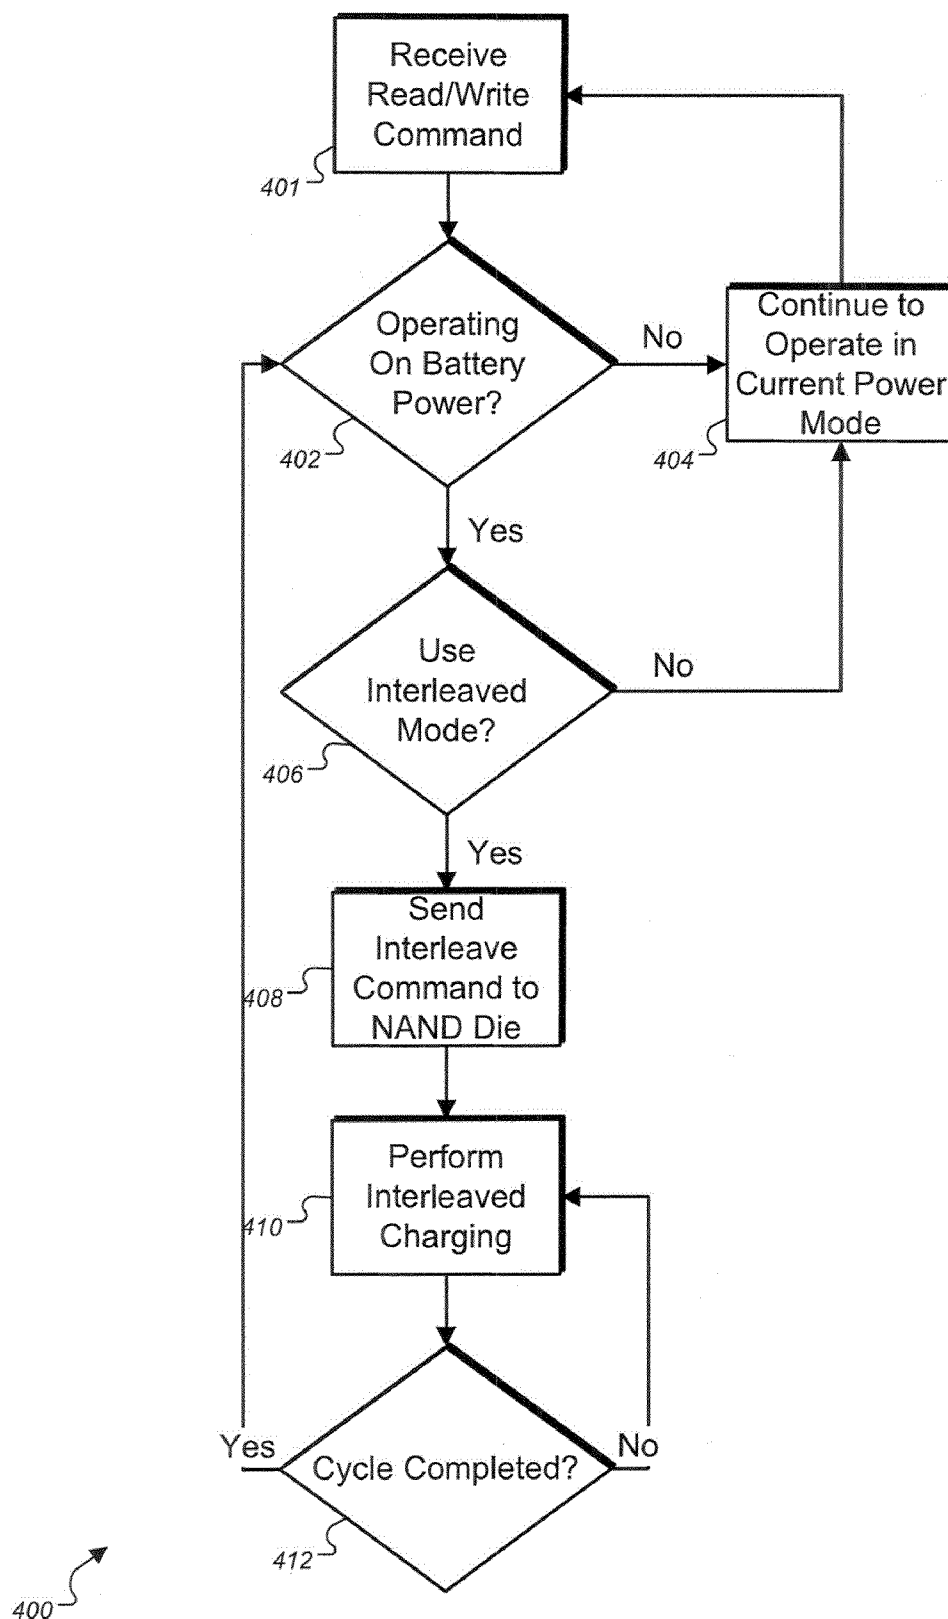 Receive
Read/Write
Command
401
Operating
On Battery
Power?
402
No
Continue to
Operate in
Current Power
Mode
404
Yes
Use
Interleaved
Mode?
406
No
Yes
Send
Interleave
Command to
NAND Die
408
Perform
Interleaved
Charging
410
Yes
Cycle Completed?
No
412
400